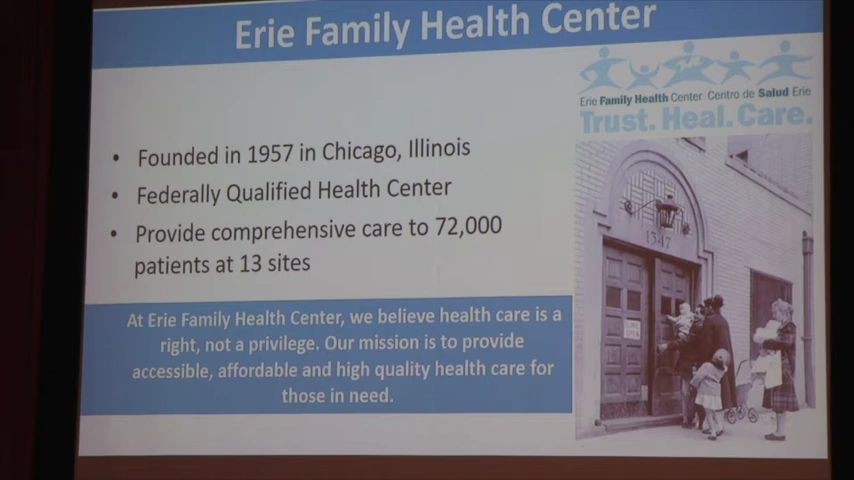 Erie Family Health Center
Erie Family Health Center Centro de Salud Erie
Trust. Heal. Care.
• Founded in 1957 in Chicago, Illinois
• Federally Qualified Health Center
• Provide comprehensive care to 72,000
patients at 13 sites
1347
At Erie Family Health Center, we believe health care is a
right, not a privilege. Our mission is to provide
accessible, affordable and high quality health care for
those in need.